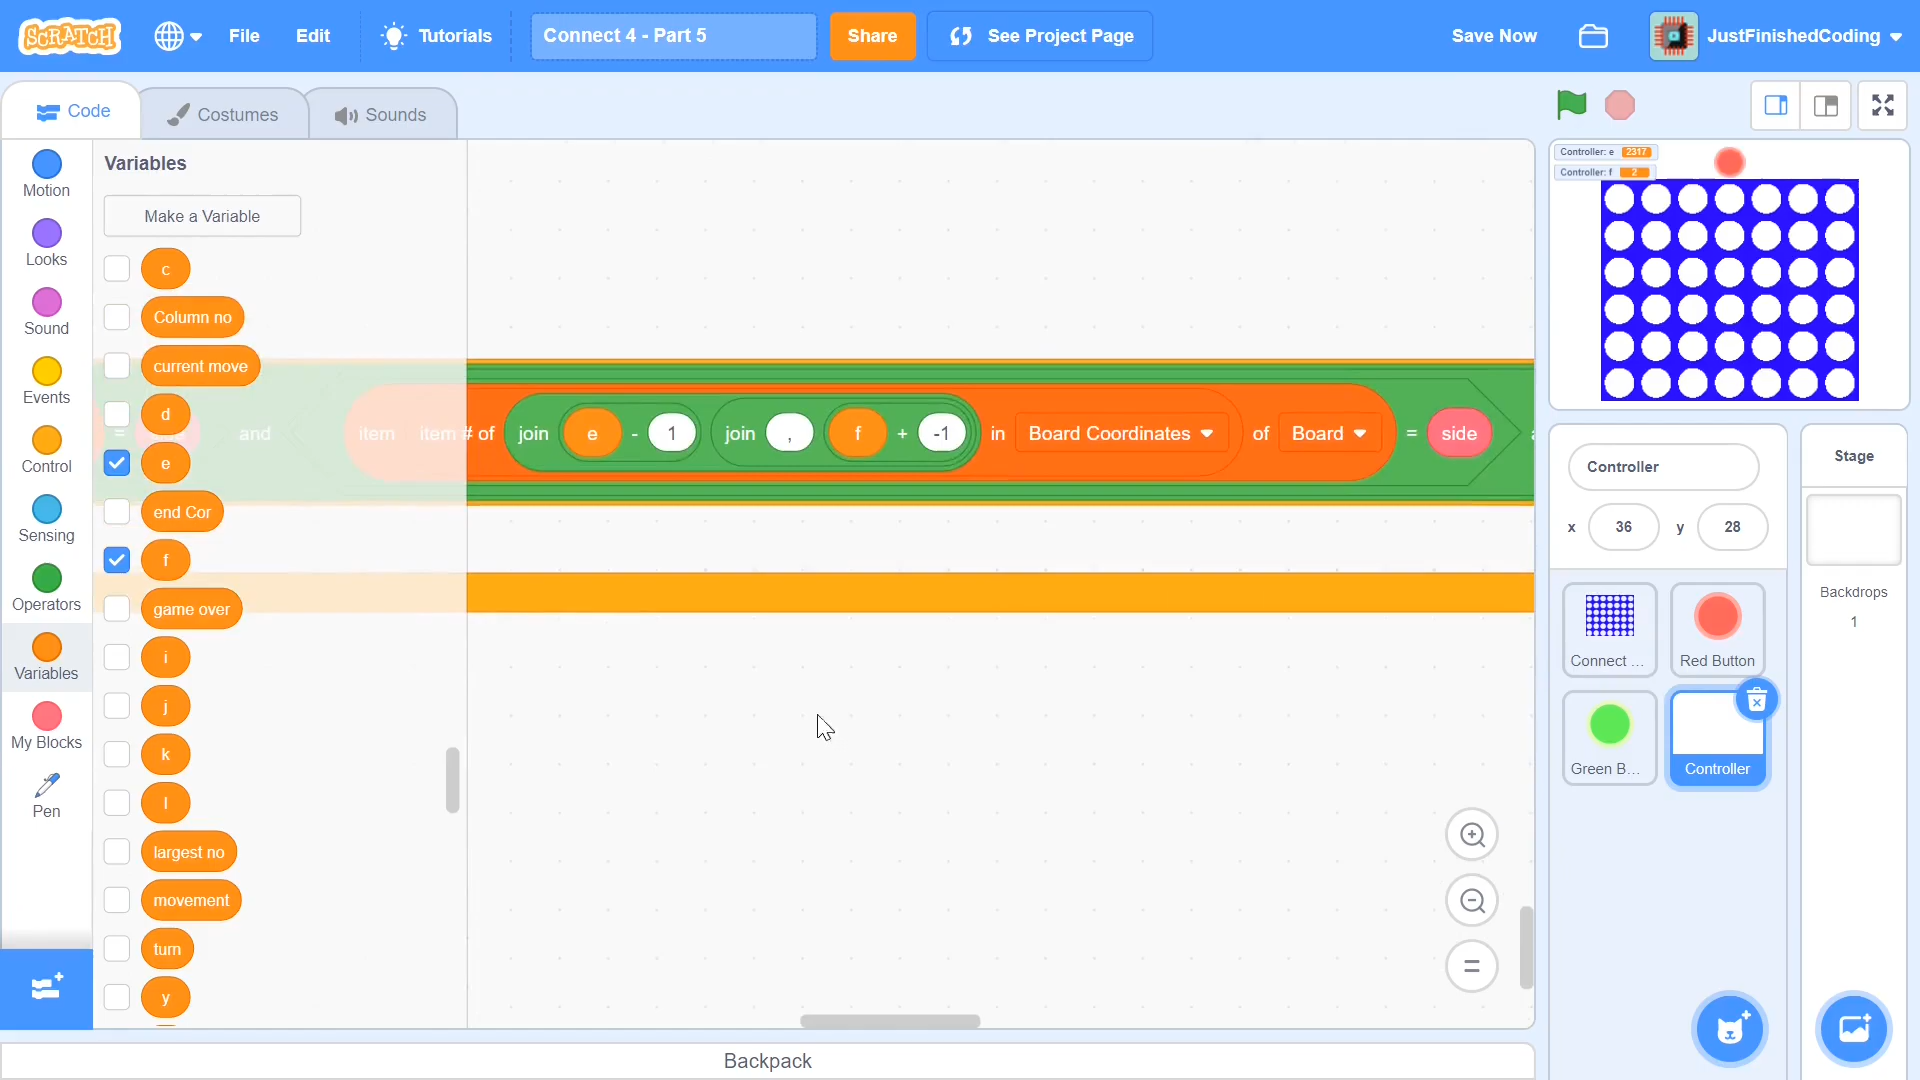 SCRATCH File Edit Tutorials Connect 4 - Part 5 Share See Project Page Save Now JustFinishedCoding
Code Costumes Sounds
Motion
Looks
Sound
Events
Control
Sensing
Operators
Variables
My Blocks
Pen
Variables
Make a Variable
c
Column no
current move
d
e
end Cor
f
game over
i
j
k
l
largest no
movement
turn
y
= and item item # of join e - 1 join , f + -1 in Board Coordinates of Board = side
Controller: e 2317
Controller: f 2
Controller
x 36 y 28
Connect ...
Red Button
Green B...
Controller
Stage
Backdrops
1
Backpack